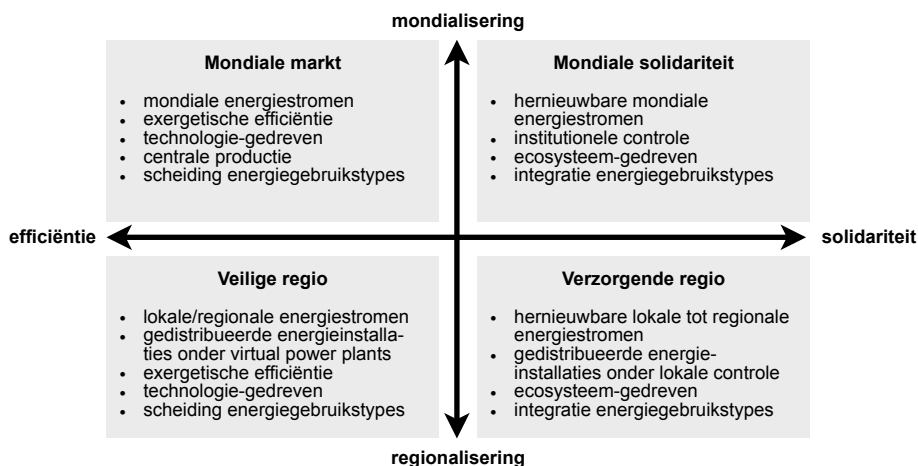 mondialisering
Mondiale markt
• mondiale energiestromen
• exergetische efficiëntie
• technologie-gedreven
• centrale productie
• scheiding energiegebruikstypes
Mondiale solidariteit
• hernieuwbare mondiale
energiestromen
• institutionele controle
• ecosysteem-gedreven
• integratie energiegebruikstypes
efficiëntie
solidariteit
Veilige regio
• lokale/regionale energiestromen
• gedistribueerde energieinstalla-
ties onder virtual power plants
• exergetische efficiëntie
• technologie-gedreven
• scheiding energiegebruikstypes
Verzorgende regio
• hernieuwbare lokale tot regionale
energiestromen
• gedistribueerde energie-
installaties onder lokale controle
• ecosysteem-gedreven
• integratie energiegebruikstypes
regionalisering